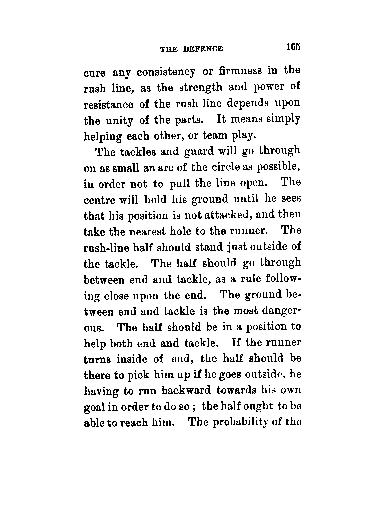 THE DEFENCE 165
cure any consistency or firmness in the
rush line, as the strength and power of
resistance of the rush line depends upon
the unity of the parts. It means simply
helping each other, or team play.
The tackles and guard will go through
on as small an arc of the circle as possible,
in order not to pull the line open. The
centre will hold his ground until he sees
that his position is not attacked, and then
take the nearest hole to the runner. The
rush-line half should stand just outside of
the tackle. The half should go through
between end and tackle, as a rule follow-
ing close upon the end. The ground be-
tween end and tackle is the most danger-
ous. The half should be in a position to
help both end and tackle. If the runner
turns inside of end, the half should be
there to pick him up if he goes outside, he
having to run backward towards his own
goal in order to do so; the half ought to be
able to reach him. The probability of the